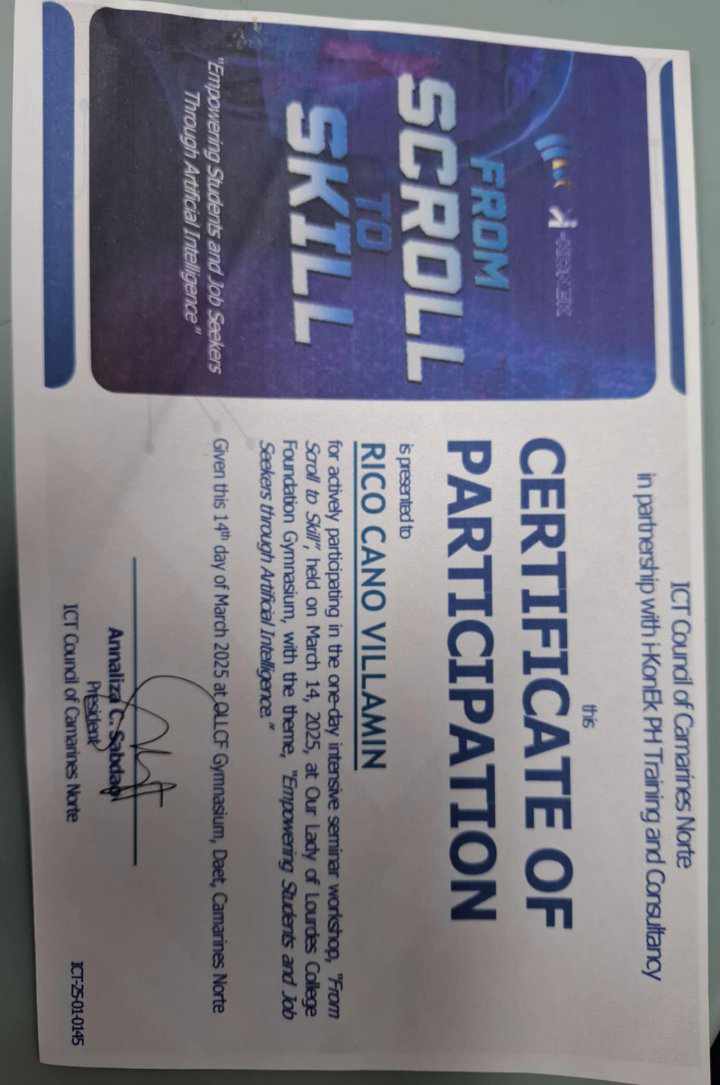 ICT Council of Camarines Norte
in partnership with I-KonEk PH Training and Consultancy
this
CERTIFICATE OF
PARTICIPATION
is presented to
RICO CANO VILLAMIN
for actively participating in the one-day intensive seminar workshop, "From
Scroll to Skill", held on March 14, 2025, at Our Lady of Lourdes College
Foundation Gymnasium, with the theme, "Empowering Students and Job
Seekers through Artificial Intelligence."
Given this 14th day of March 2025 at OLLCF Gymnasium, Daet, Camarines Norte
Annaliza C. Sabdao
President
ICT Council of Camarines Norte
ICT-25-01-0145
FROM
SCROLL
TO
SKILL
"Empowering Students and Job Seekers
Through Artificial Intelligence"